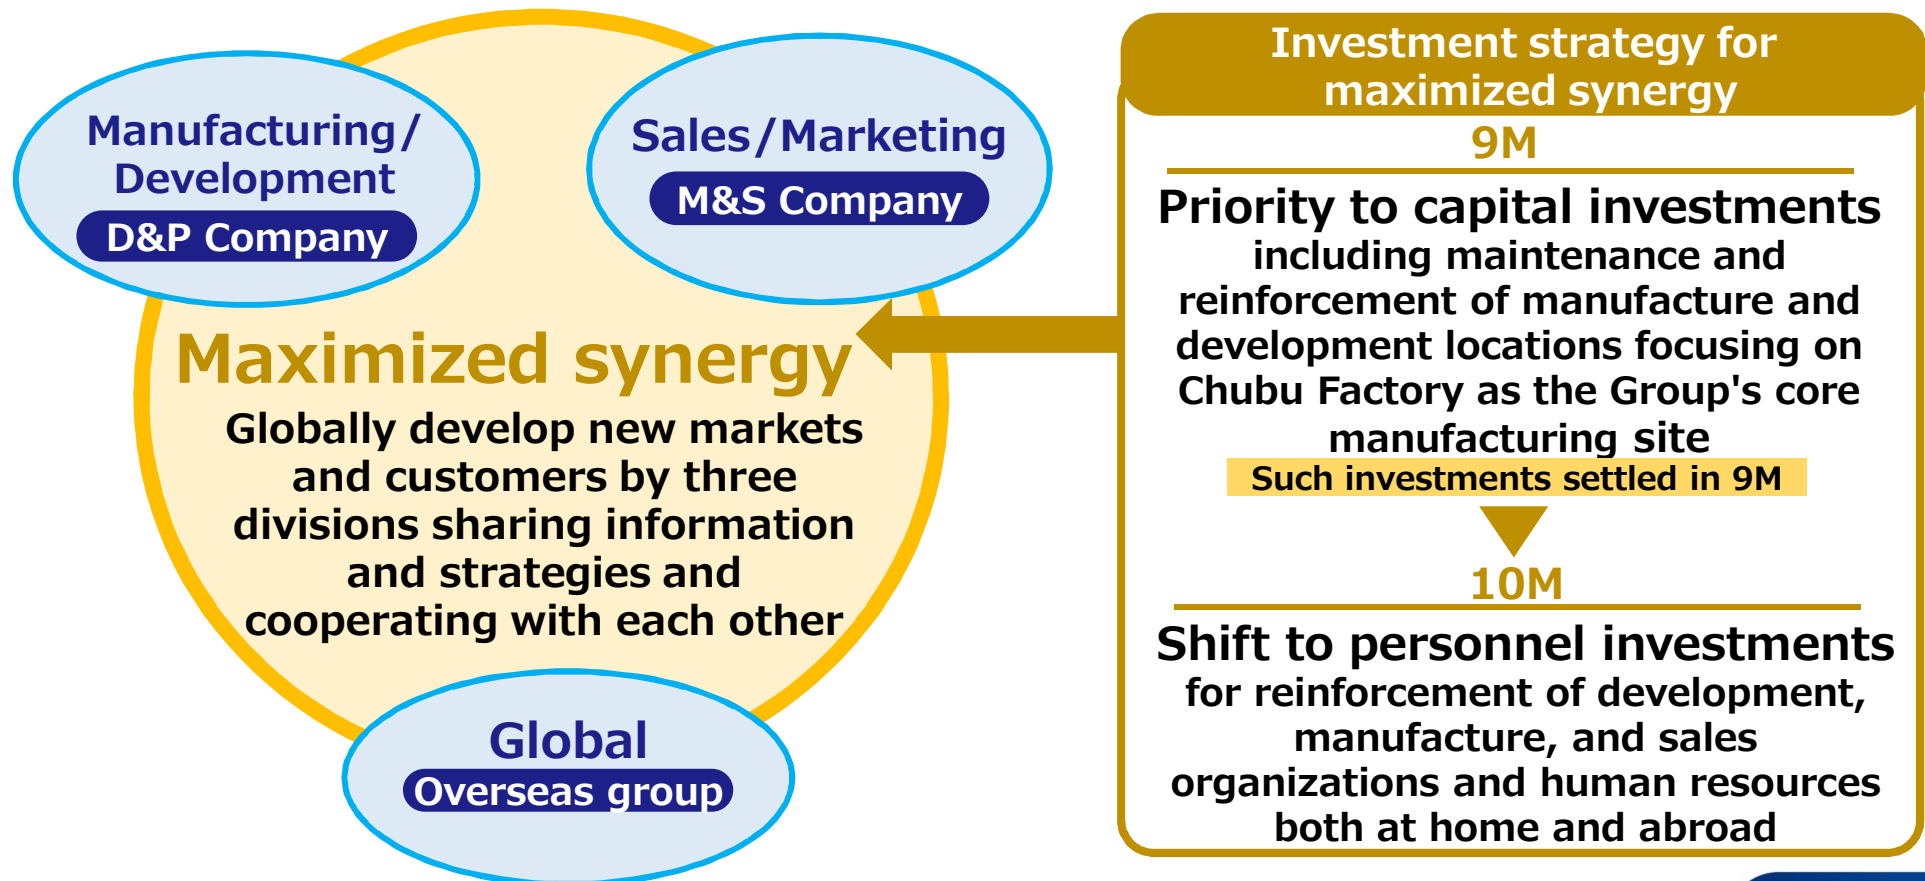 Manufacturing/
Development
D&P Company
Sales/Marketing
M&S Company
Maximized synergy
Globally develop new markets
and customers by three
divisions sharing information
and strategies and
cooperating with each other
Global
Overseas group
Investment strategy for
maximized synergy
9M
Priority to capital investments
including maintenance and
reinforcement of manufacture and
development locations focusing on
Chubu Factory as the Group's core
manufacturing site
Such investments settled in 9M
10M
Shift to personnel investments
for reinforcement of development,
manufacture, and sales
organizations and human resources
both at home and abroad